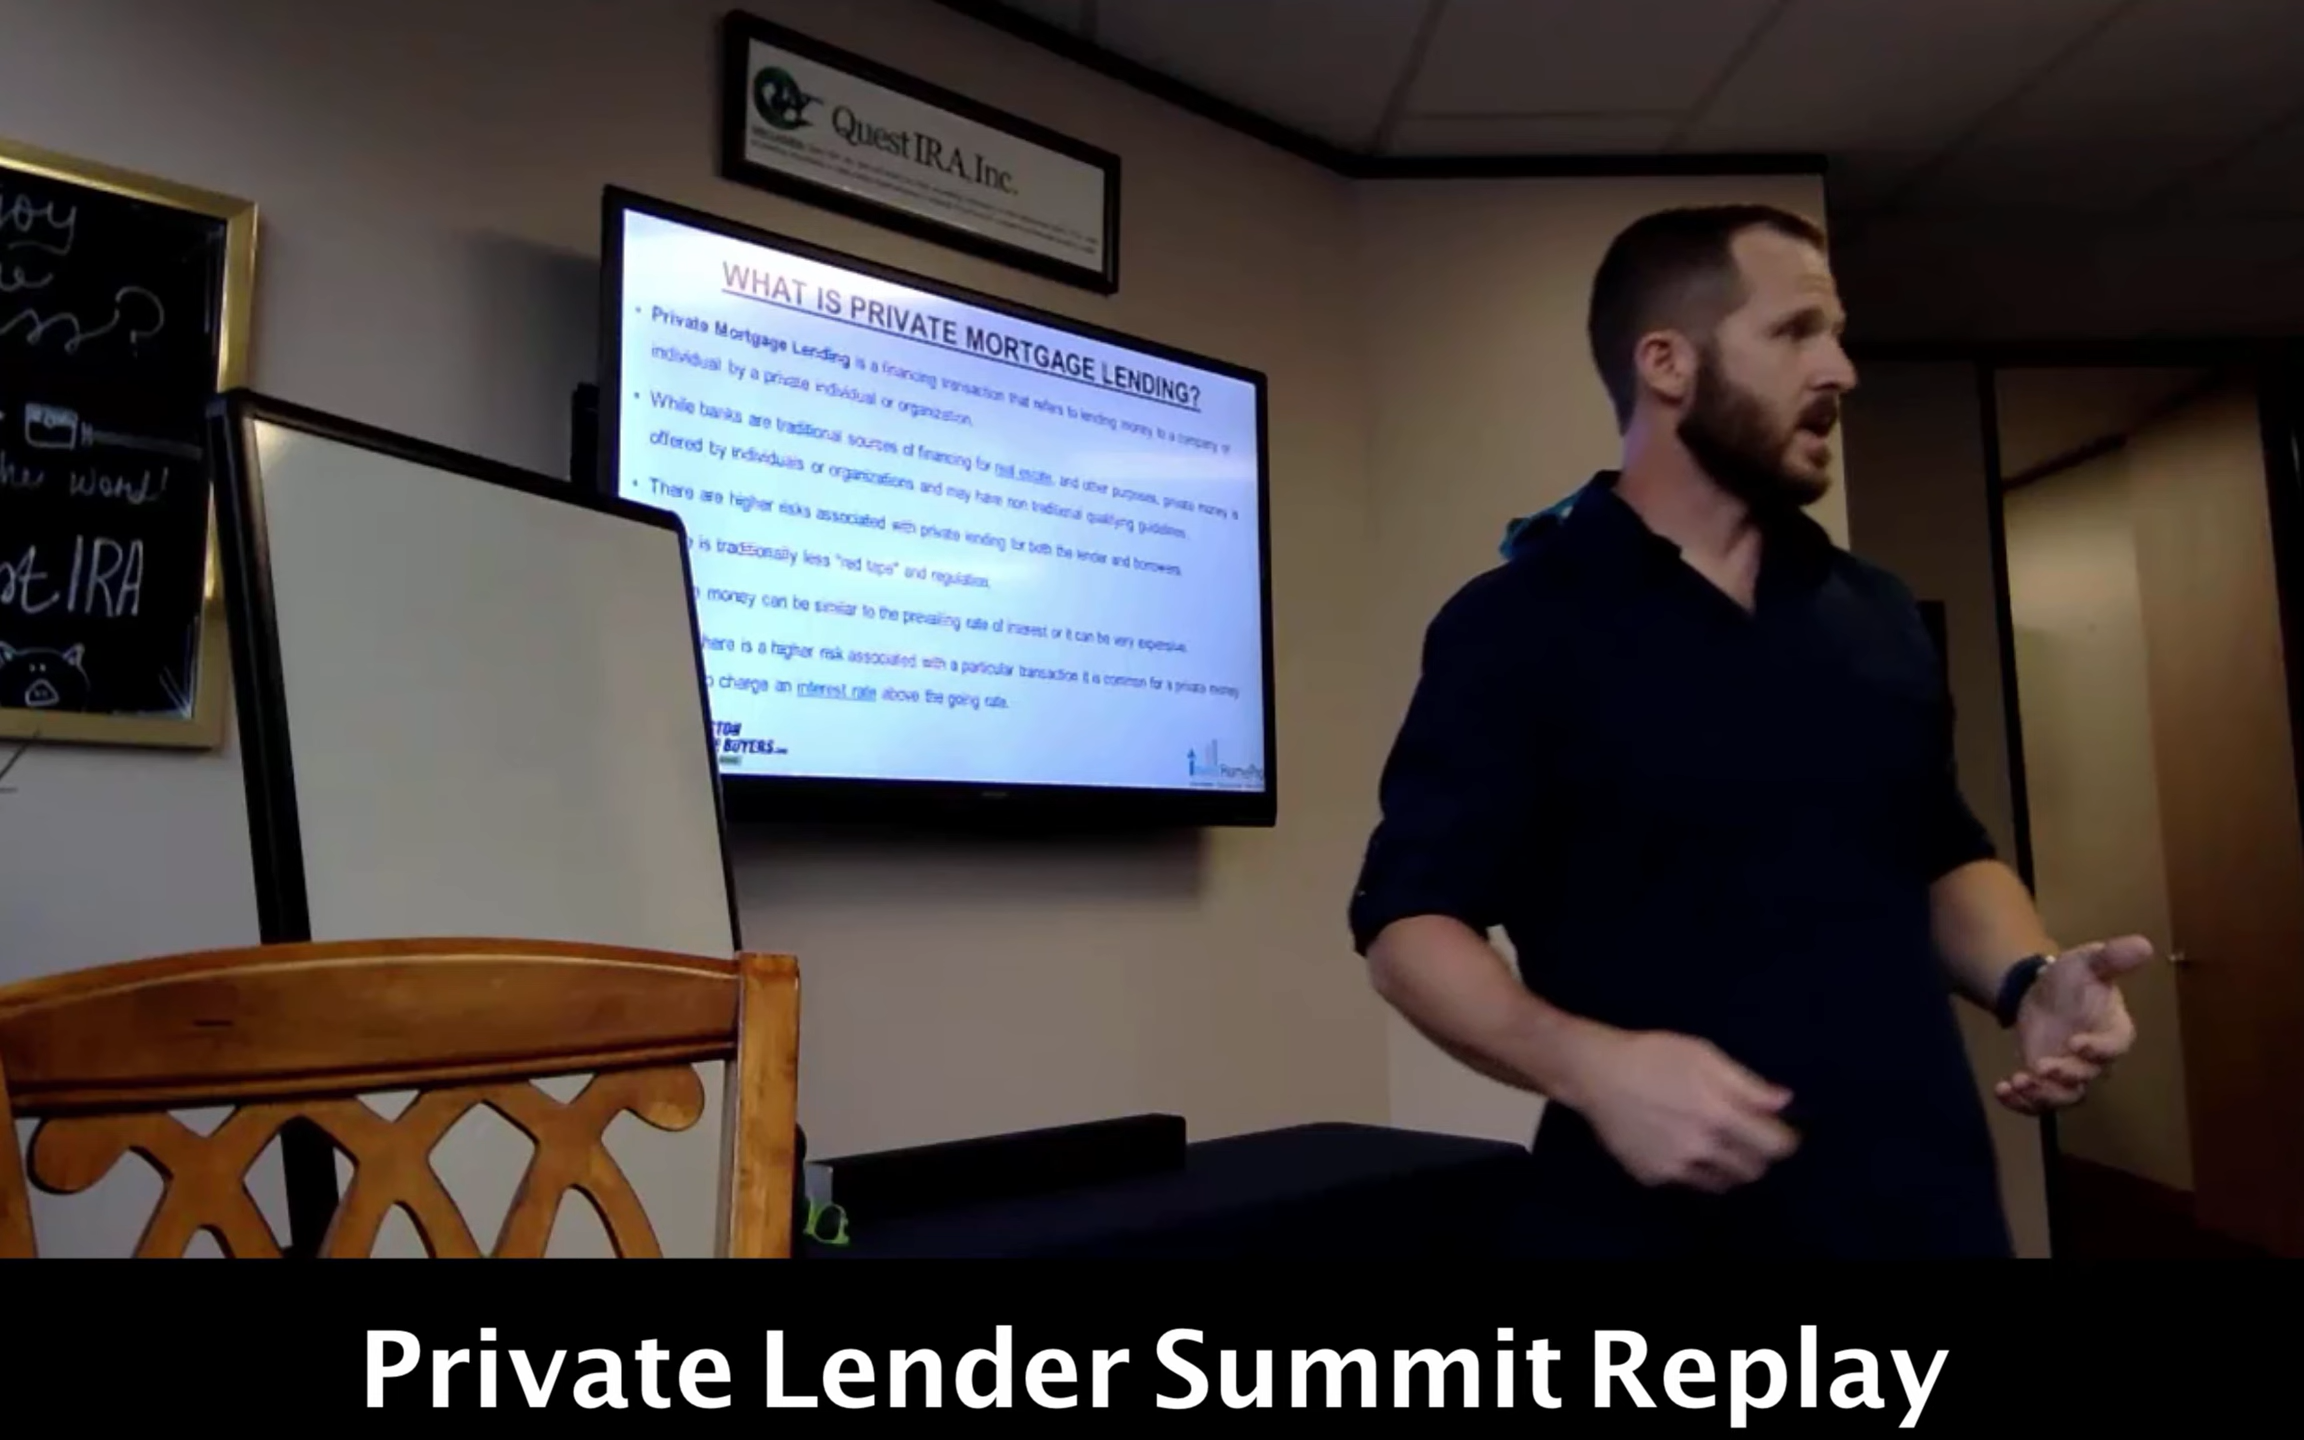 Quest IRA, Inc.
WHAT IS PRIVATE MORTGAGE LENDING?
• Private Mortgage Lending is a financing transaction that refers to lending money to a company or
individual by a private individual or organization.
• While banks are traditional sources of financing for real estate, and other purposes, private money is
offered by individuals or organizations and may have non traditional qualifying guidelines.
• There are higher risks associated with private lending for both the lender and borrowers.
is traditionally less "red tape" and regulation.
money can be similar to the prevailing rate of interest or it can be very expensive.
here is a higher risk associated with a particular transaction it is common for a private money
charge an interest rate above the going rate.
BUYERS
he word!
IRA
Private Lender Summit Replay